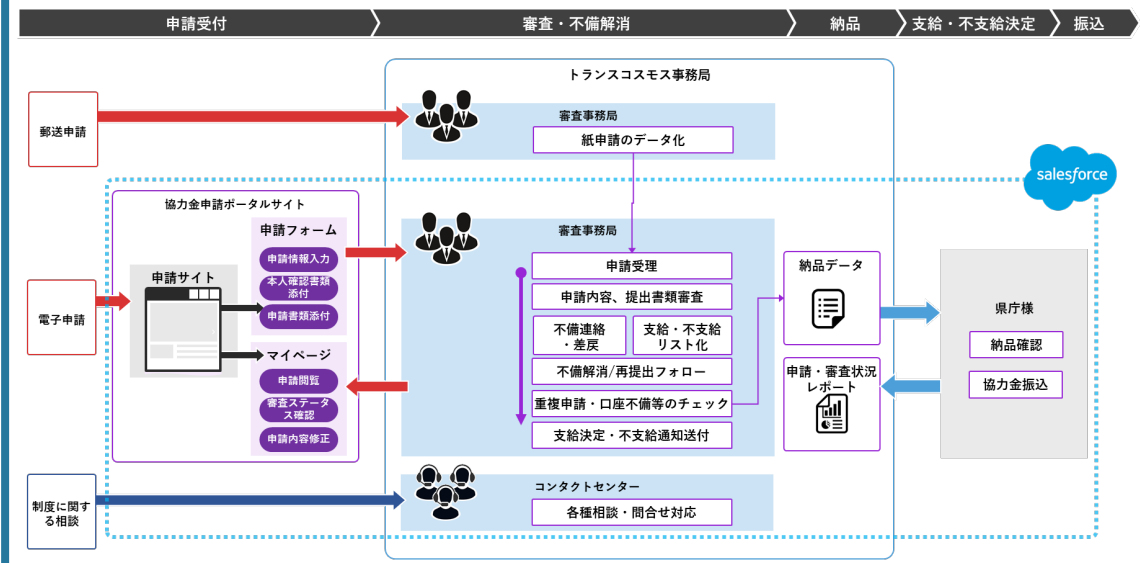 申請受付
審査・不備解消
納品
支給・不支給決定
振込
トランスコスモス事務局
郵送申請
審査事務局
紙申請のデータ化
salesforce
協力金申請ポータルサイト
申請フォーム
申請情報入力
本人確認書類
添付
申請書類添付
申請サイト
電子申請
マイページ
申請閲覧
審査ステータ
ス確認
申請内容修正
審査事務局
申請受理
申請内容、提出書類審査
不備連絡
・差戻
支給・不支給
リスト化
不備解消/再提出フォロー
重複申請・口座不備等のチェック
支給決定・不支給通知送付
納品データ
申請・審査状況
レポート
県庁様
納品確認
協力金振込
制度に関す
る相談
コンタクトセンター
各種相談・問合せ対応